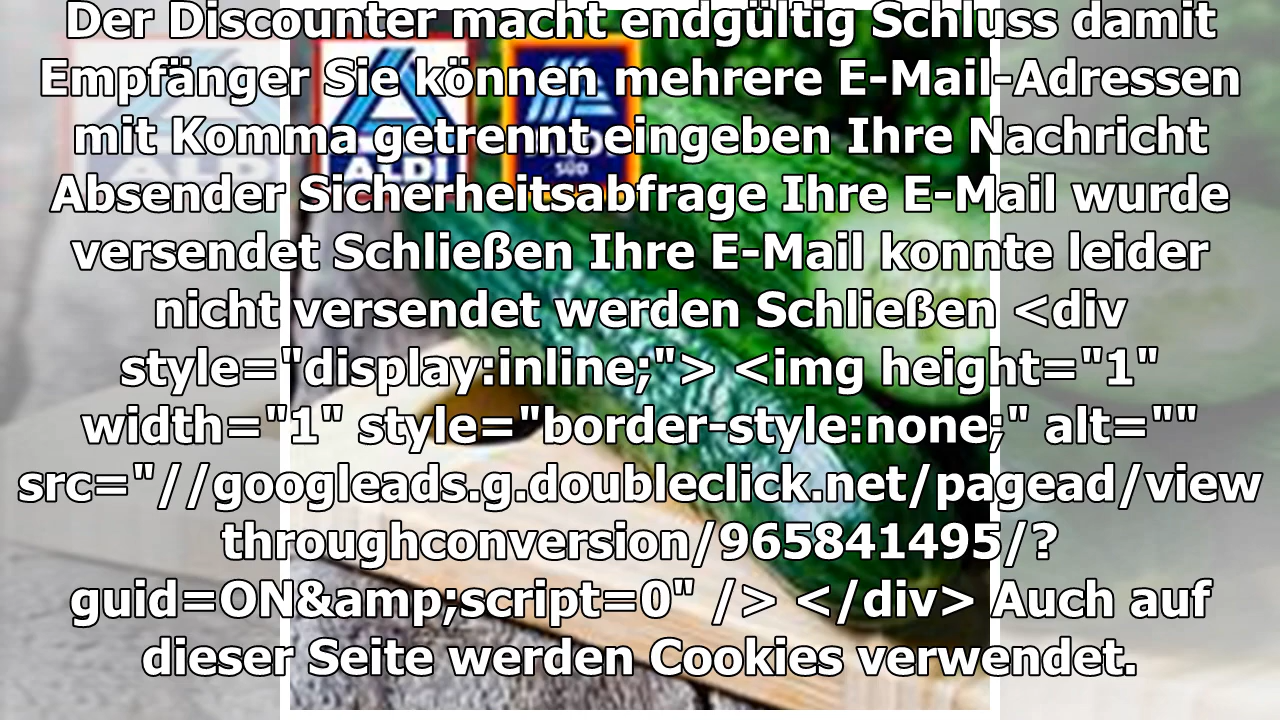 Der Discounter macht endgültig Schluss damit
Empfänger Sie können mehrere E-Mail-Adressen
mit Komma getrennt eingeben Ihre Nachricht
Absender Sicherheitsabfrage Ihre E-Mail wurde
versendet Schließen Ihre E-Mail konnte leider
nicht versendet werden Schließen <div
style="display:inline;"> <img height="1"
width="1" style="border-style:none;" alt=""
src="//googleads.g.doubleclick.net/pagead/view
throughconversion/965841495/?
guid=ON&amp;script=0" /> </div> Auch auf
dieser Seite werden Cookies verwendet.
ALDI
ALDI
SÜD